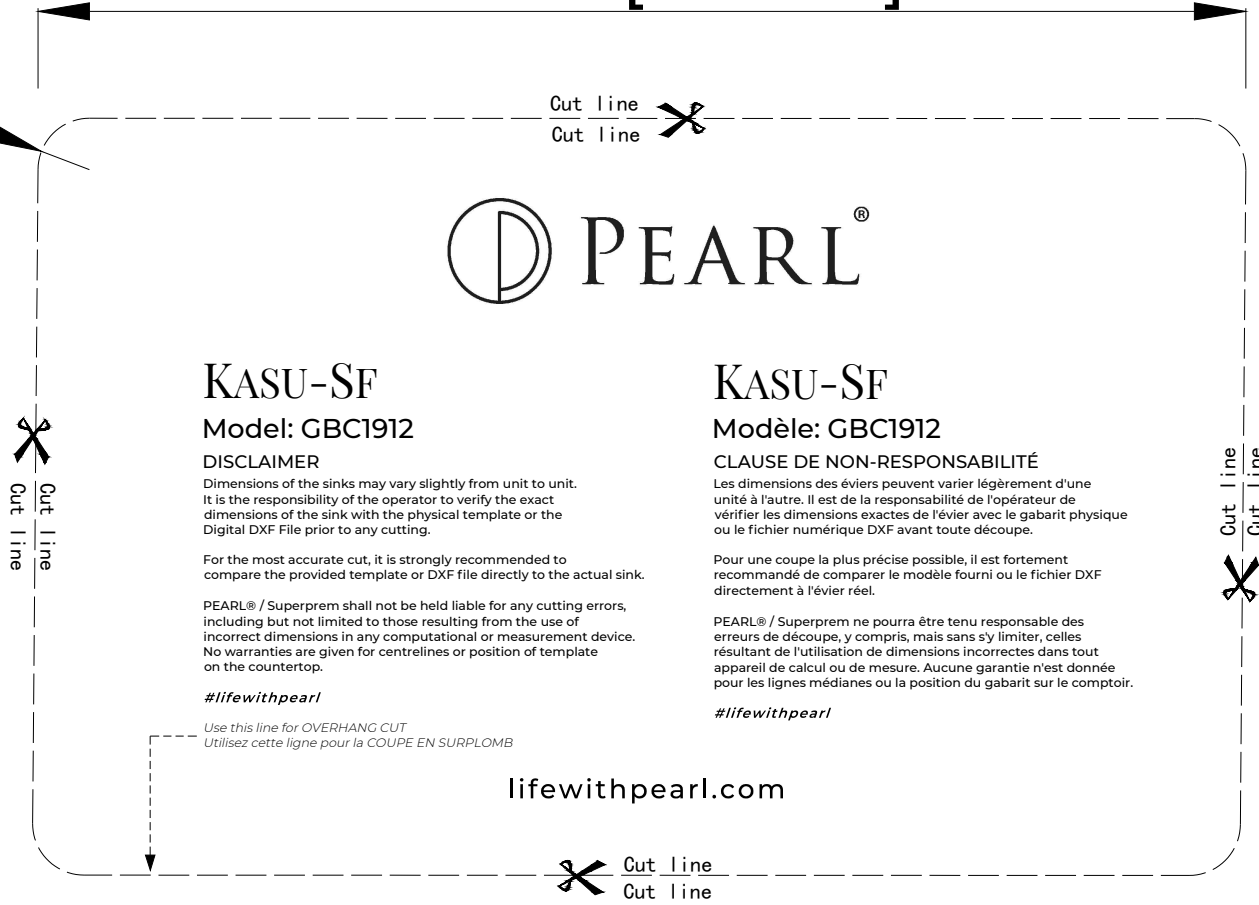 [ ]
Cut line
Cut line
PEARL®
KASU-SF
Model: GBC1912
DISCLAIMER
Dimensions of the sinks may vary slightly from unit to unit.
It is the responsibility of the operator to verify the exact
dimensions of the sink with the physical template or the
Digital DXF File prior to any cutting.
For the most accurate cut, it is strongly recommended to
compare the provided template or DXF file directly to the actual sink.
PEARL® / Superprem shall not be held liable for any cutting errors,
including but not limited to those resulting from the use of
incorrect dimensions in any computational or measurement device.
No warranties are given for centrelines or position of template
on the countertop.
#lifewithpearl
Use this line for OVERHANG CUT
Utilisez cette ligne pour la COUPE EN SURPLOMB
KASU-SF
Modèle: GBC1912
CLAUSE DE NON-RESPONSABILITÉ
Les dimensions des éviers peuvent varier légèrement d'une
unité à l'autre. Il est de la responsabilité de l'opérateur de
vérifier les dimensions exactes de l'évier avec le gabarit physique
ou le fichier numérique DXF avant toute découpe.
Pour une coupe la plus précise possible, il est fortement
recommandé de comparer le modèle fourni ou le fichier DXF
directement à l'évier réel.
PEARL® / Superprem ne pourra être tenu responsable des
erreurs de découpe, y compris, mais sans s'y limiter, celles
résultant de l'utilisation de dimensions incorrectes dans tout
appareil de calcul ou de mesure. Aucune garantie n'est donnée
pour les lignes médianes ou la position du gabarit sur le comptoir.
#lifewithpearl
lifewithpearl.com
Cut line
Cut line
Cut line
Cut line
Cut line
Cut line